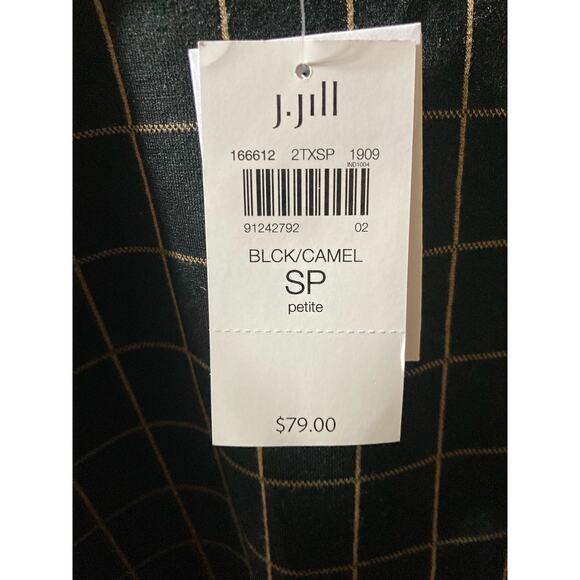 J.Jill
166612 2TXSP 1909
IND1004
91242792 02
BLCK/CAMEL
SP
petite
$79.00